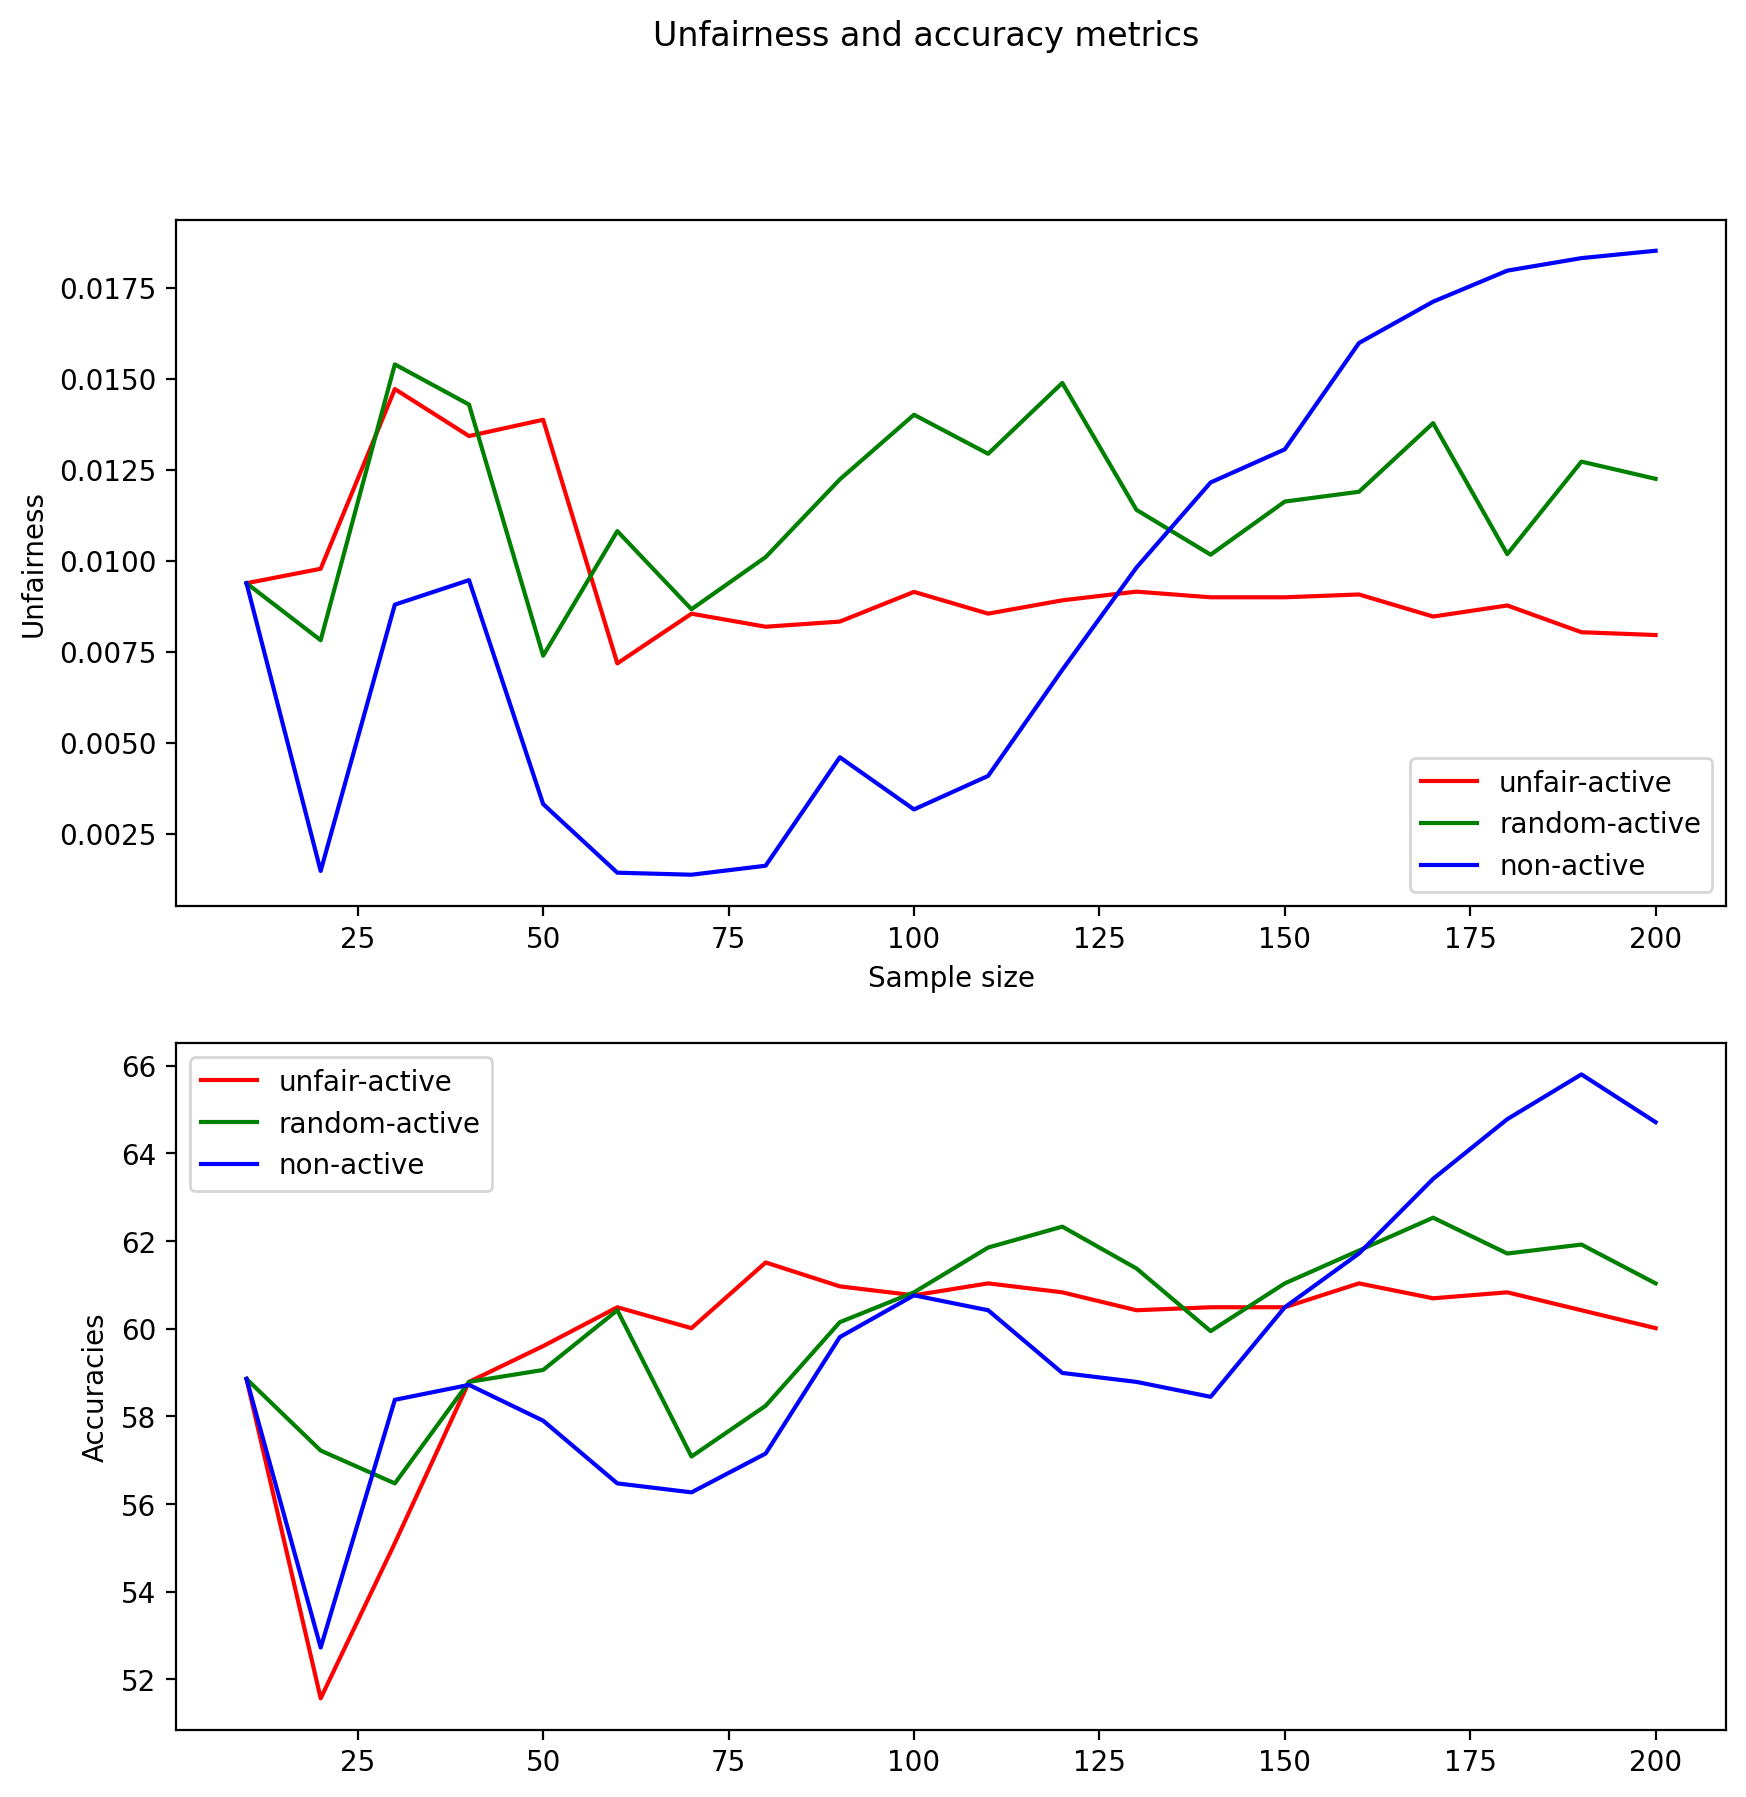 Unfairness and accuracy metrics
Unfairness
0.0175
0.0150
0.0125
0.0100
0.0075
0.0050
0.0025
unfair-active
random-active
non-active
25 50 75 100 125 150 175 200
Sample size
Accuracies
66
64
62
60
58
56
54
52
unfair-active
random-active
non-active
25 50 75 100 125 150 175 200